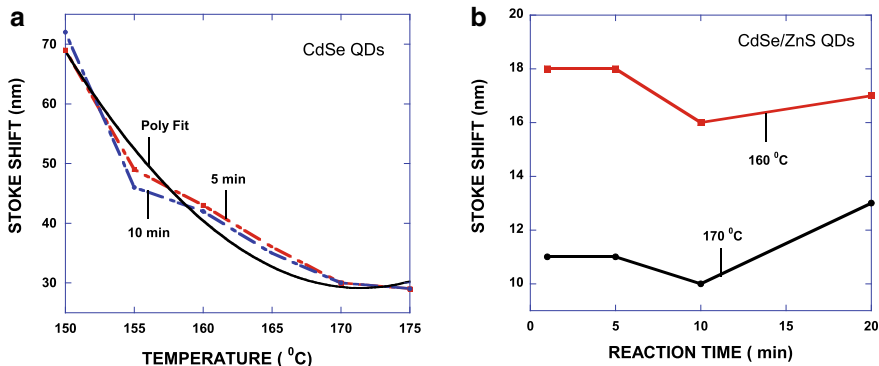 a
CdSe QDs
70
60
50
40
30
Poly Fit
5 min
10 min
150
155
160
165
170
175
STOKE SHIFT (nm)
TEMPERATURE ( ⁰C)
b
CdSe/ZnS QDs
20
18
16
14
12
10
160 ⁰C
170 ⁰C
0
5
10
15
20
STOKE SHIFT (nm)
REACTION TIME ( min)